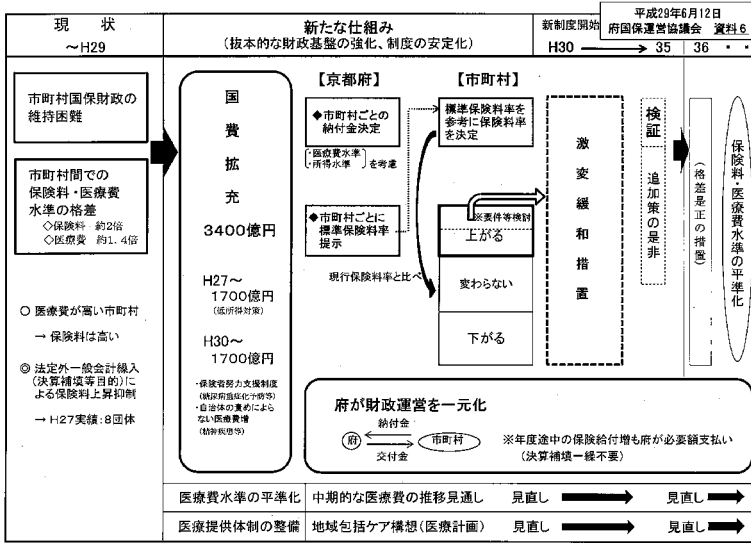 平成29年6月12日
府国保運営協議会 資料6
現 状
～H29
新たな仕組み
(抜本的な財政基盤の強化、制度の安定化)
新制度開始
H30 35 36 ・ ・
市町村国保財政の
維持困難
市町村間での
保険料・医療費
水準の格差
◇保険料 約2倍
◇医療費 約1.4倍
○ 医療費が高い市町村
→ 保険料は高い
◎ 法定外一般会計繰入
(決算補填等目的)に
よる保険料上昇抑制
→ H27実績:8団体
国費拡充
3400億円
H27～
1700億円
(低所得対策)
H30～
1700億円
・保険者努力支援制度
(糖尿病重症化予防等)
・自治体の責めによら
ない医療費増
(精神疾患等)
【京都府】
◆市町村ごとの
納付金決定
・医療費水準
・所得水準
を考慮
◆市町村ごとに
標準保険料率
提示
現行保険料率と比べ
【市町村】
標準保険料率を
参考に保険料率
を決定
※要件等検討
上がる
変わらない
下がる
激変緩和措置
検証
追加策の是非
(格差是正の措置)
保険料・医療費水準の平準化
府が財政運営を一元化
納付金
府
市町村
交付金
※年度途中の保険給付増も府が必要額支払い
(決算補填一繰不要)
医療費水準の平準化 中期的な医療費の推移見通し 見直し 見直し
医療提供体制の整備 地域包括ケア構想(医療計画) 見直し 見直し